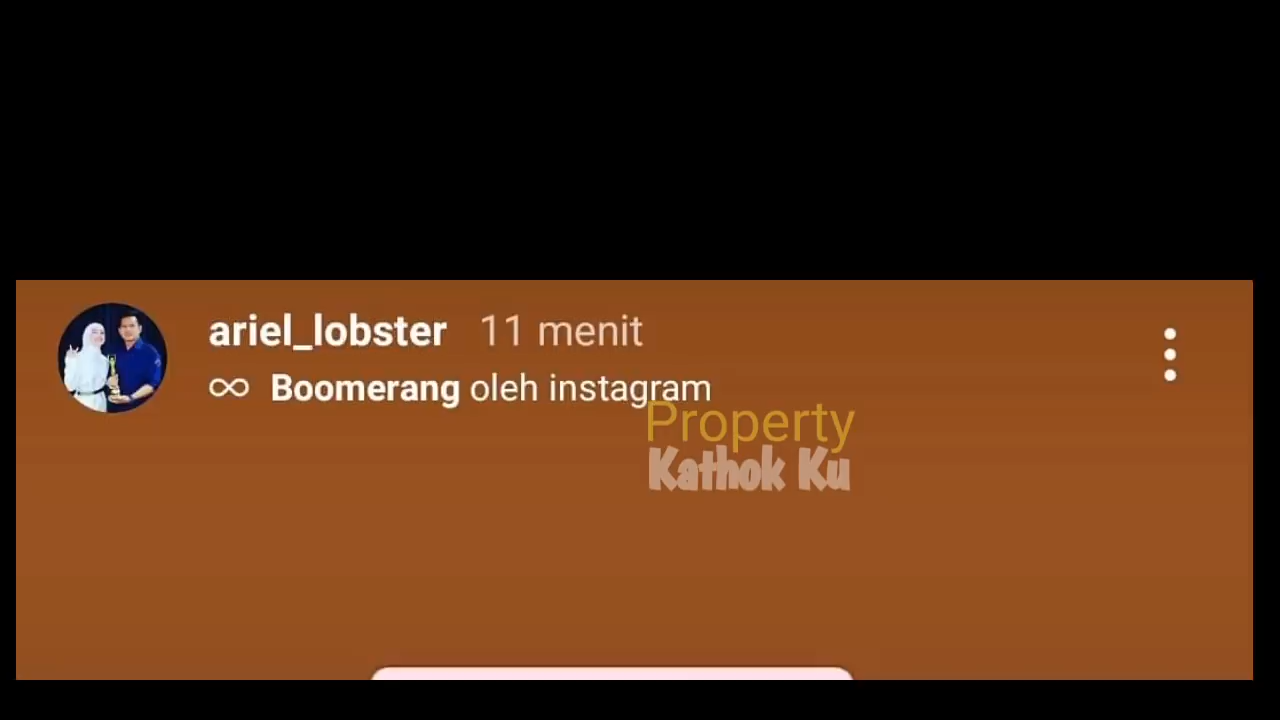 ariel_lobster 11 menit
Boomerang oleh instagram
Property
Kathok Ku